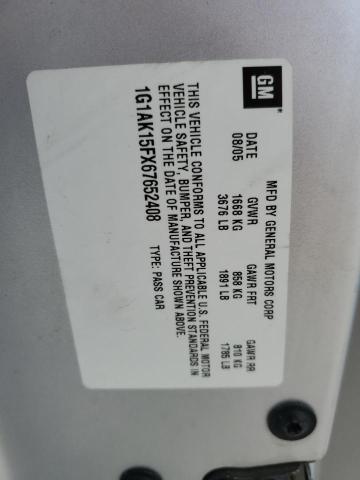 GM
MFD BY GENERAL MOTORS CORP
DATE GVWR GAWR FRT GAWR RR
08/05 1668 KG 858 KG 810 KG
3676 LB 1891 LB 1785 LB
THIS VEHICLE CONFORMS TO ALL APPLICABLE U.S. FEDERAL MOTOR
VEHICLE SAFETY, BUMPER, AND THEFT PREVENTION STANDARDS IN
EFFECT ON THE DATE OF MANUFACTURE SHOWN ABOVE.
1G1AK15FX67652408 TYPE: PASS CAR